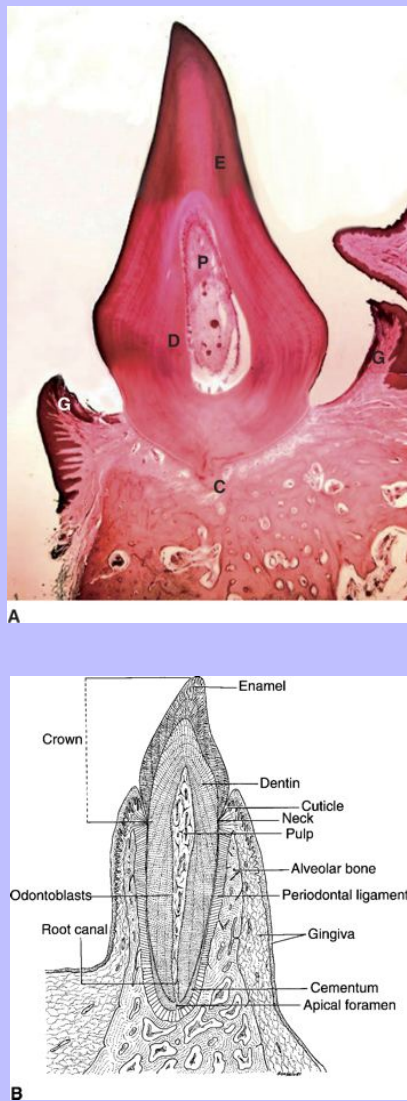 E
P
D
G
G
C
A
Enamel
Crown
Dentin
Cuticle
Neck
Pulp
Alveolar bone
Odontoblasts
Periodontal ligament
Root canal
Gingiva
Cementum
Apical foramen
B